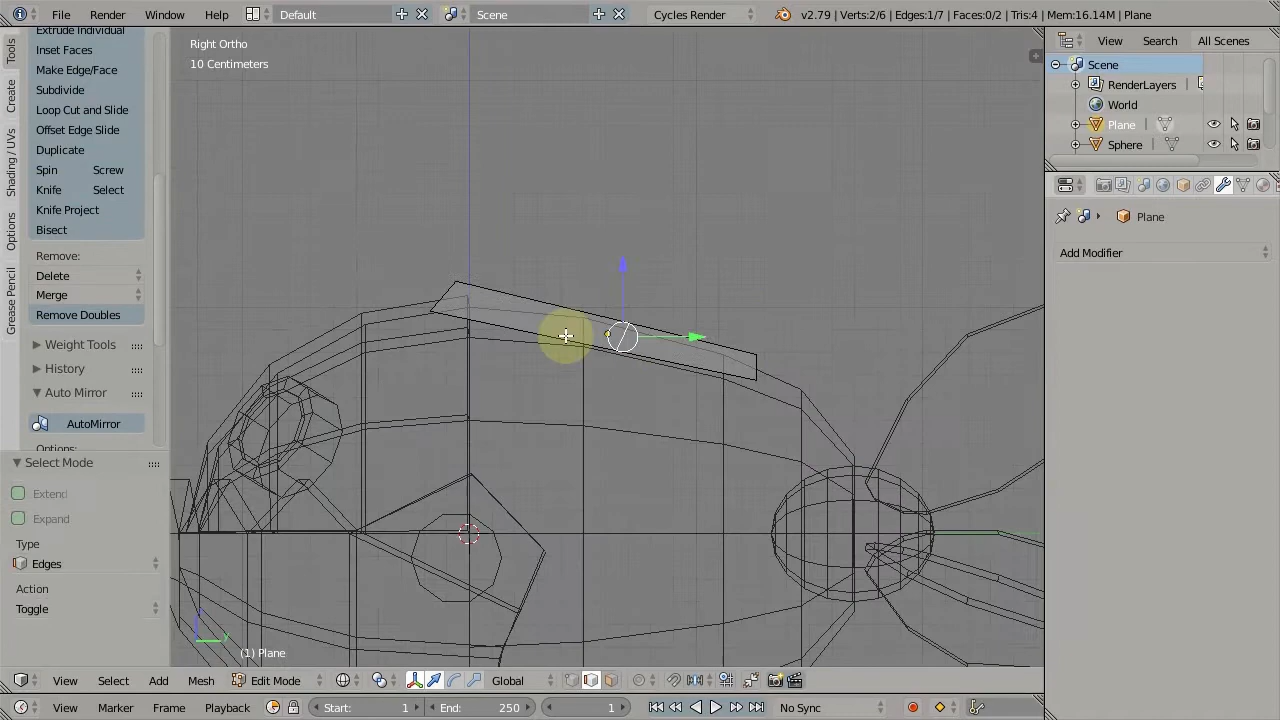 File Render Window Help Default Scene Cycles Render v2.79 | Verts:2/6 | Edges:1/7 | Faces:0/2 | Tris:4 | Mem:16.14M | Plane
Tools
Create
Shading / UVs
Options
Grease Pencil
Extrude Individual
Inset Faces
Make Edge/Face
Subdivide
Loop Cut and Slide
Offset Edge Slide
Duplicate
Spin Screw
Knife Select
Knife Project
Bisect
Remove:
Delete
Merge
Remove Doubles
Weight Tools
History
Auto Mirror
AutoMirror
Options:
Select Mode
Extend
Expand
Type
Edges
Action
Toggle
Right Ortho
10 Centimeters
y
(1) Plane
View Search All Scenes
Scene
RenderLayers
World
Plane
Sphere
Plane
Add Modifier
View Select Add Mesh Edit Mode Global
View Marker Frame Playback Start: 1 End: 250 1 No Sync